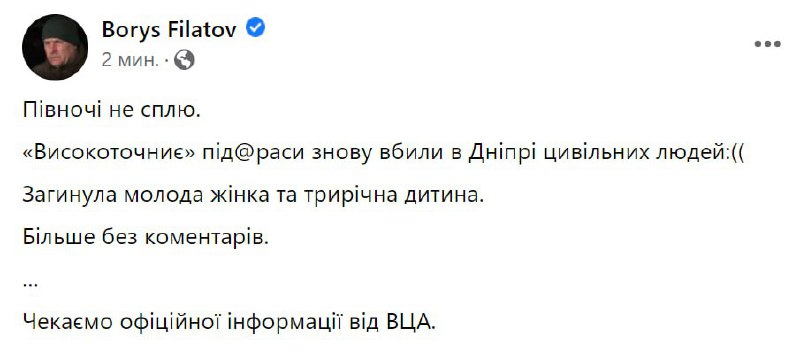 Borys Filatov
2 мин. ·
Півночі не сплю.
«Високоточниє» під@раси знову вбили в Дніпрі цивільних людей:((
Загинула молода жінка та трирічна дитина.
Більше без коментарів.
...
Чекаємо офіційної інформації від ВЦА.